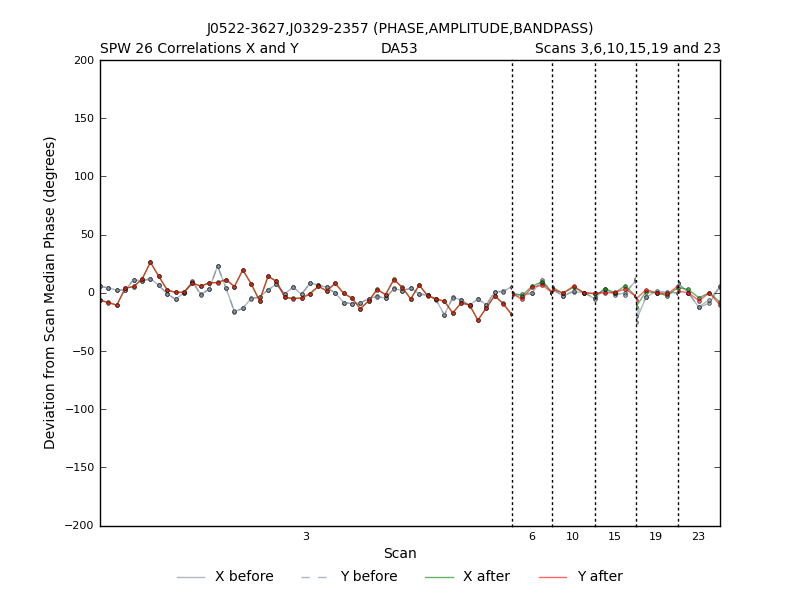 J0522-3627,J0329-2357 (PHASE,AMPLITUDE,BANDPASS)
SPW 26 Correlations X and Y DA53 Scans 3,6,10,15,19 and 23
200
150
100
50
0
−50
−100
−150
−200
Deviation from Scan Median Phase (degrees)
3 6 10 15 19 23
Scan
X before Y before X after Y after